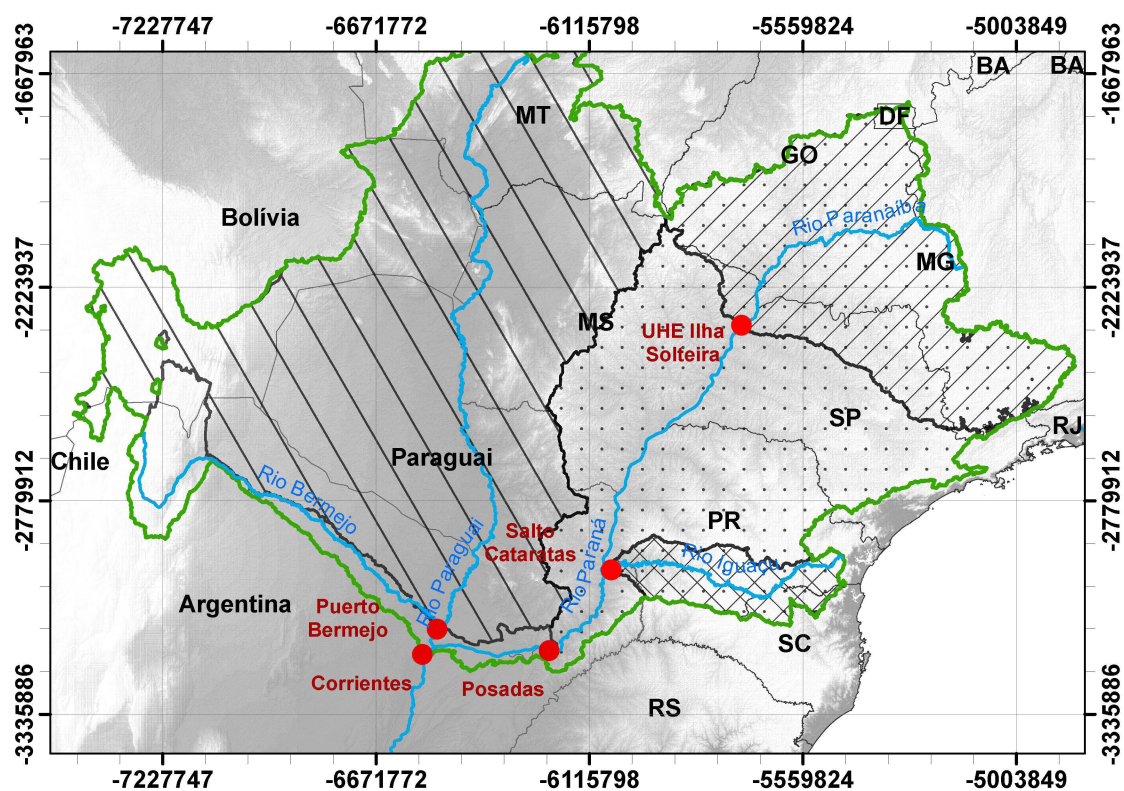 -7227747 -6671772 -6115798 -5559824 -5003849
-1667963
-1667963
BA
BA
MT
DF
GO
Bolívia
Rio Paranaíba
MG
-2223937
-2223937
MS
UHE Ilha
Solteira
SP
RJ
Chile
Paraguai
Rio Bermejo
-2779912
-2779912
Salto
Cataratas
PR
Rio Paraguai
Rio Paraná
Rio Iguaçu
Argentina
Puerto
Bermejo
SC
Corrientes
Posadas
RS
-3335886
-3335886
-7227747 -6671772 -6115798 -5559824 -5003849